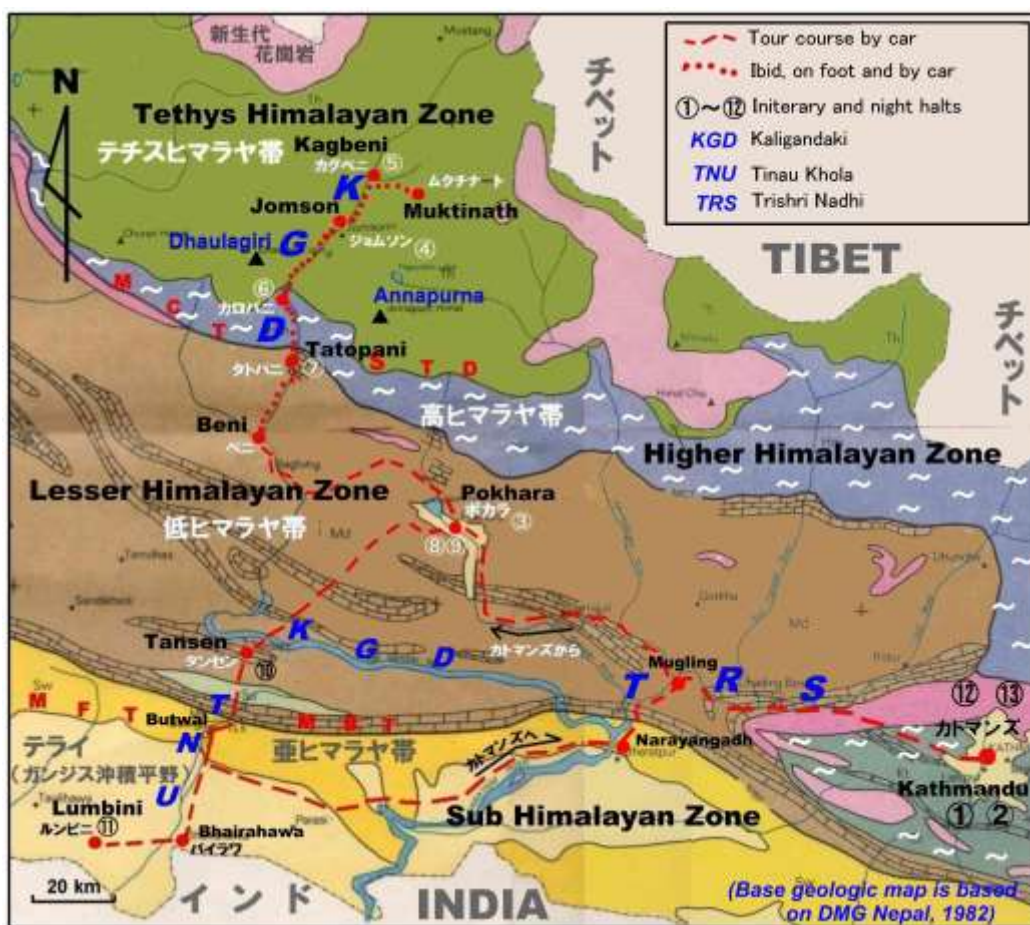 新生代
花崗岩
Mustang
チベット
Tour course by car
Ibid, on foot and by car
①～⑫ Initerary and night halts
KGD Kaligandaki
TNU Tinau Khola
TRS Trishri Nadhi
N
Tethys Himalayan Zone
テチスヒマラヤ帯
Kagbeni
カグベニ ⑤
ムクチナート
Muktinath
K
Jomson
ジョムソン ④
Dhaulagiri
G
TIBET
Annapurna
チベット
⑥
カロパニ
D
M C T
Tatopani
タトパニ ⑦
S T D
高ヒマラヤ帯
Beni
ベニ
Higher Himalayan Zone
Lesser Himalayan Zone
低ヒマラヤ帯
Pokhara
ポカラ ③
⑧⑨
Md
Md
Tansen
タンセン
⑩
K G D
カトマンズから
Mugling
T R S
M F T
T
M B T
Butwal
N
U
テライ
(ガンジス沖積平野)
亜ヒマラヤ帯
カトマンズへ
Narayangadh
⑫ ⑬
カトマンズ
Kathmandu
① ②
Lumbini
ルンビニ ⑪
Bhairahawa
バイラワ
Sub Himalayan Zone
20 km
インド
INDIA
(Base geologic map is based
on DMG Nepal, 1982)